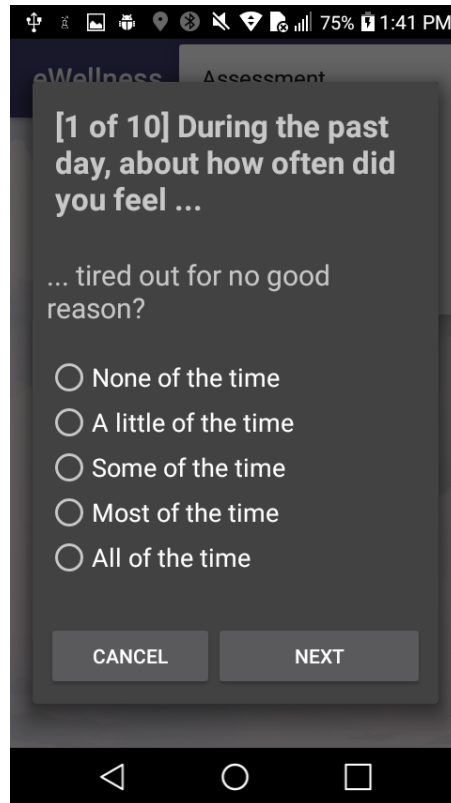 75% 1:41 PM
eWellness Assessment
[1 of 10] During the past
day, about how often did
you feel ...
... tired out for no good
reason?
None of the time
A little of the time
Some of the time
Most of the time
All of the time
CANCEL NEXT